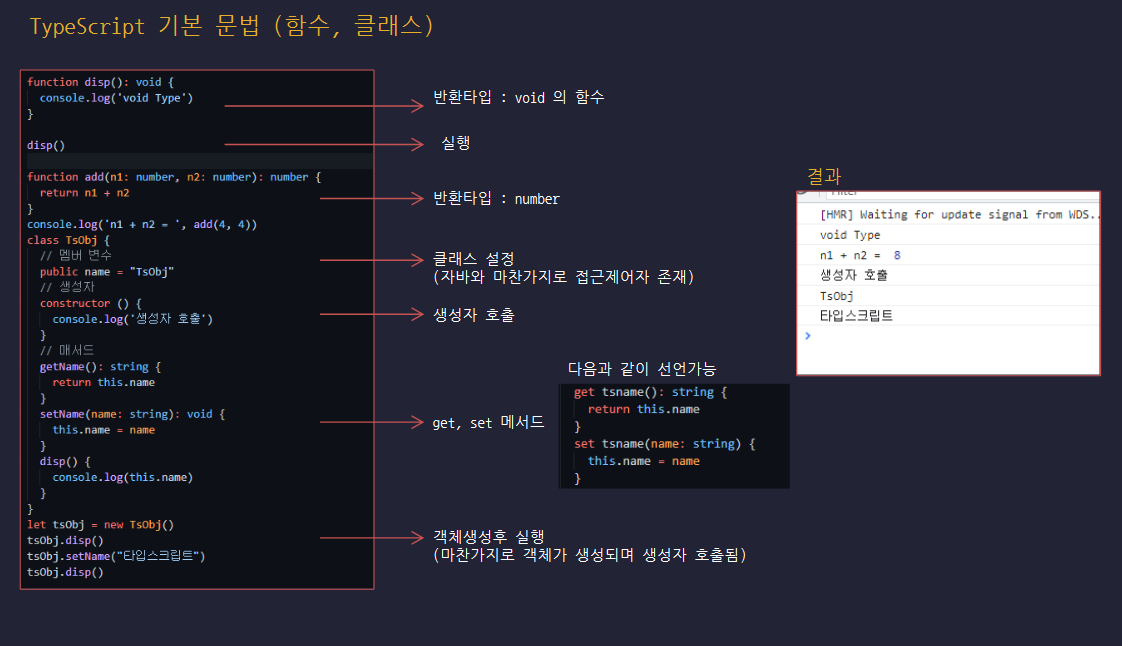 TypeScript 기본 문법 (함수, 클래스)
function disp(): void {
console.log('void Type')
}
disp()
function add(n1: number, n2: number): number {
return n1 + n2
}
console.log('n1 + n2 = ', add(4, 4))
class TsObj {
// 멤버 변수
public name = "TsObj"
// 생성자
constructor () {
console.log('생성자 호출')
}
// 매서드
getName(): string {
return this.name
}
setName(name: string): void {
this.name = name
}
disp() {
console.log(this.name)
}
}
let tsObj = new TsObj()
tsObj.disp()
tsObj.setName("타입스크립트")
tsObj.disp()
반환타입 : void 의 함수
실행
반환타입 : number
클래스 설정
(자바와 마찬가지로 접근제어자 존재)
생성자 호출
get, set 메서드
다음과 같이 선언가능
get tsname(): string {
return this.name
}
set tsname(name: string) {
this.name = name
}
객체생성후 실행
(마찬가지로 객체가 생성되며 생성자 호출됨)
결과
[HMR] Waiting for update signal from WDS..
void Type
n1 + n2 = 8
생성자 호출
TsObj
타입스크립트
>